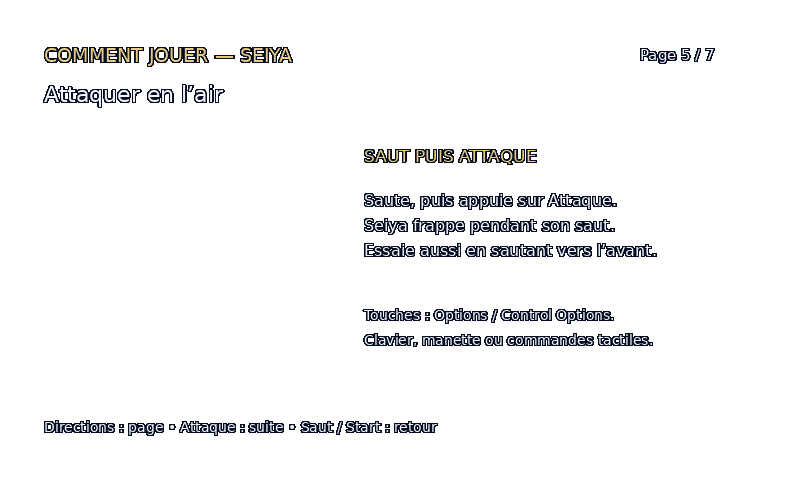 COMMENT JOUER — SEIYA
Page 5 / 7
Attaquer en l’air
SAUT PUIS ATTAQUE
Saute, puis appuie sur Attaque.
Seiya frappe pendant son saut.
Essaie aussi en sautant vers l’avant.
Touches : Options / Control Options.
Clavier, manette ou commandes tactiles.
Directions : page • Attaque : suite • Saut / Start : retour